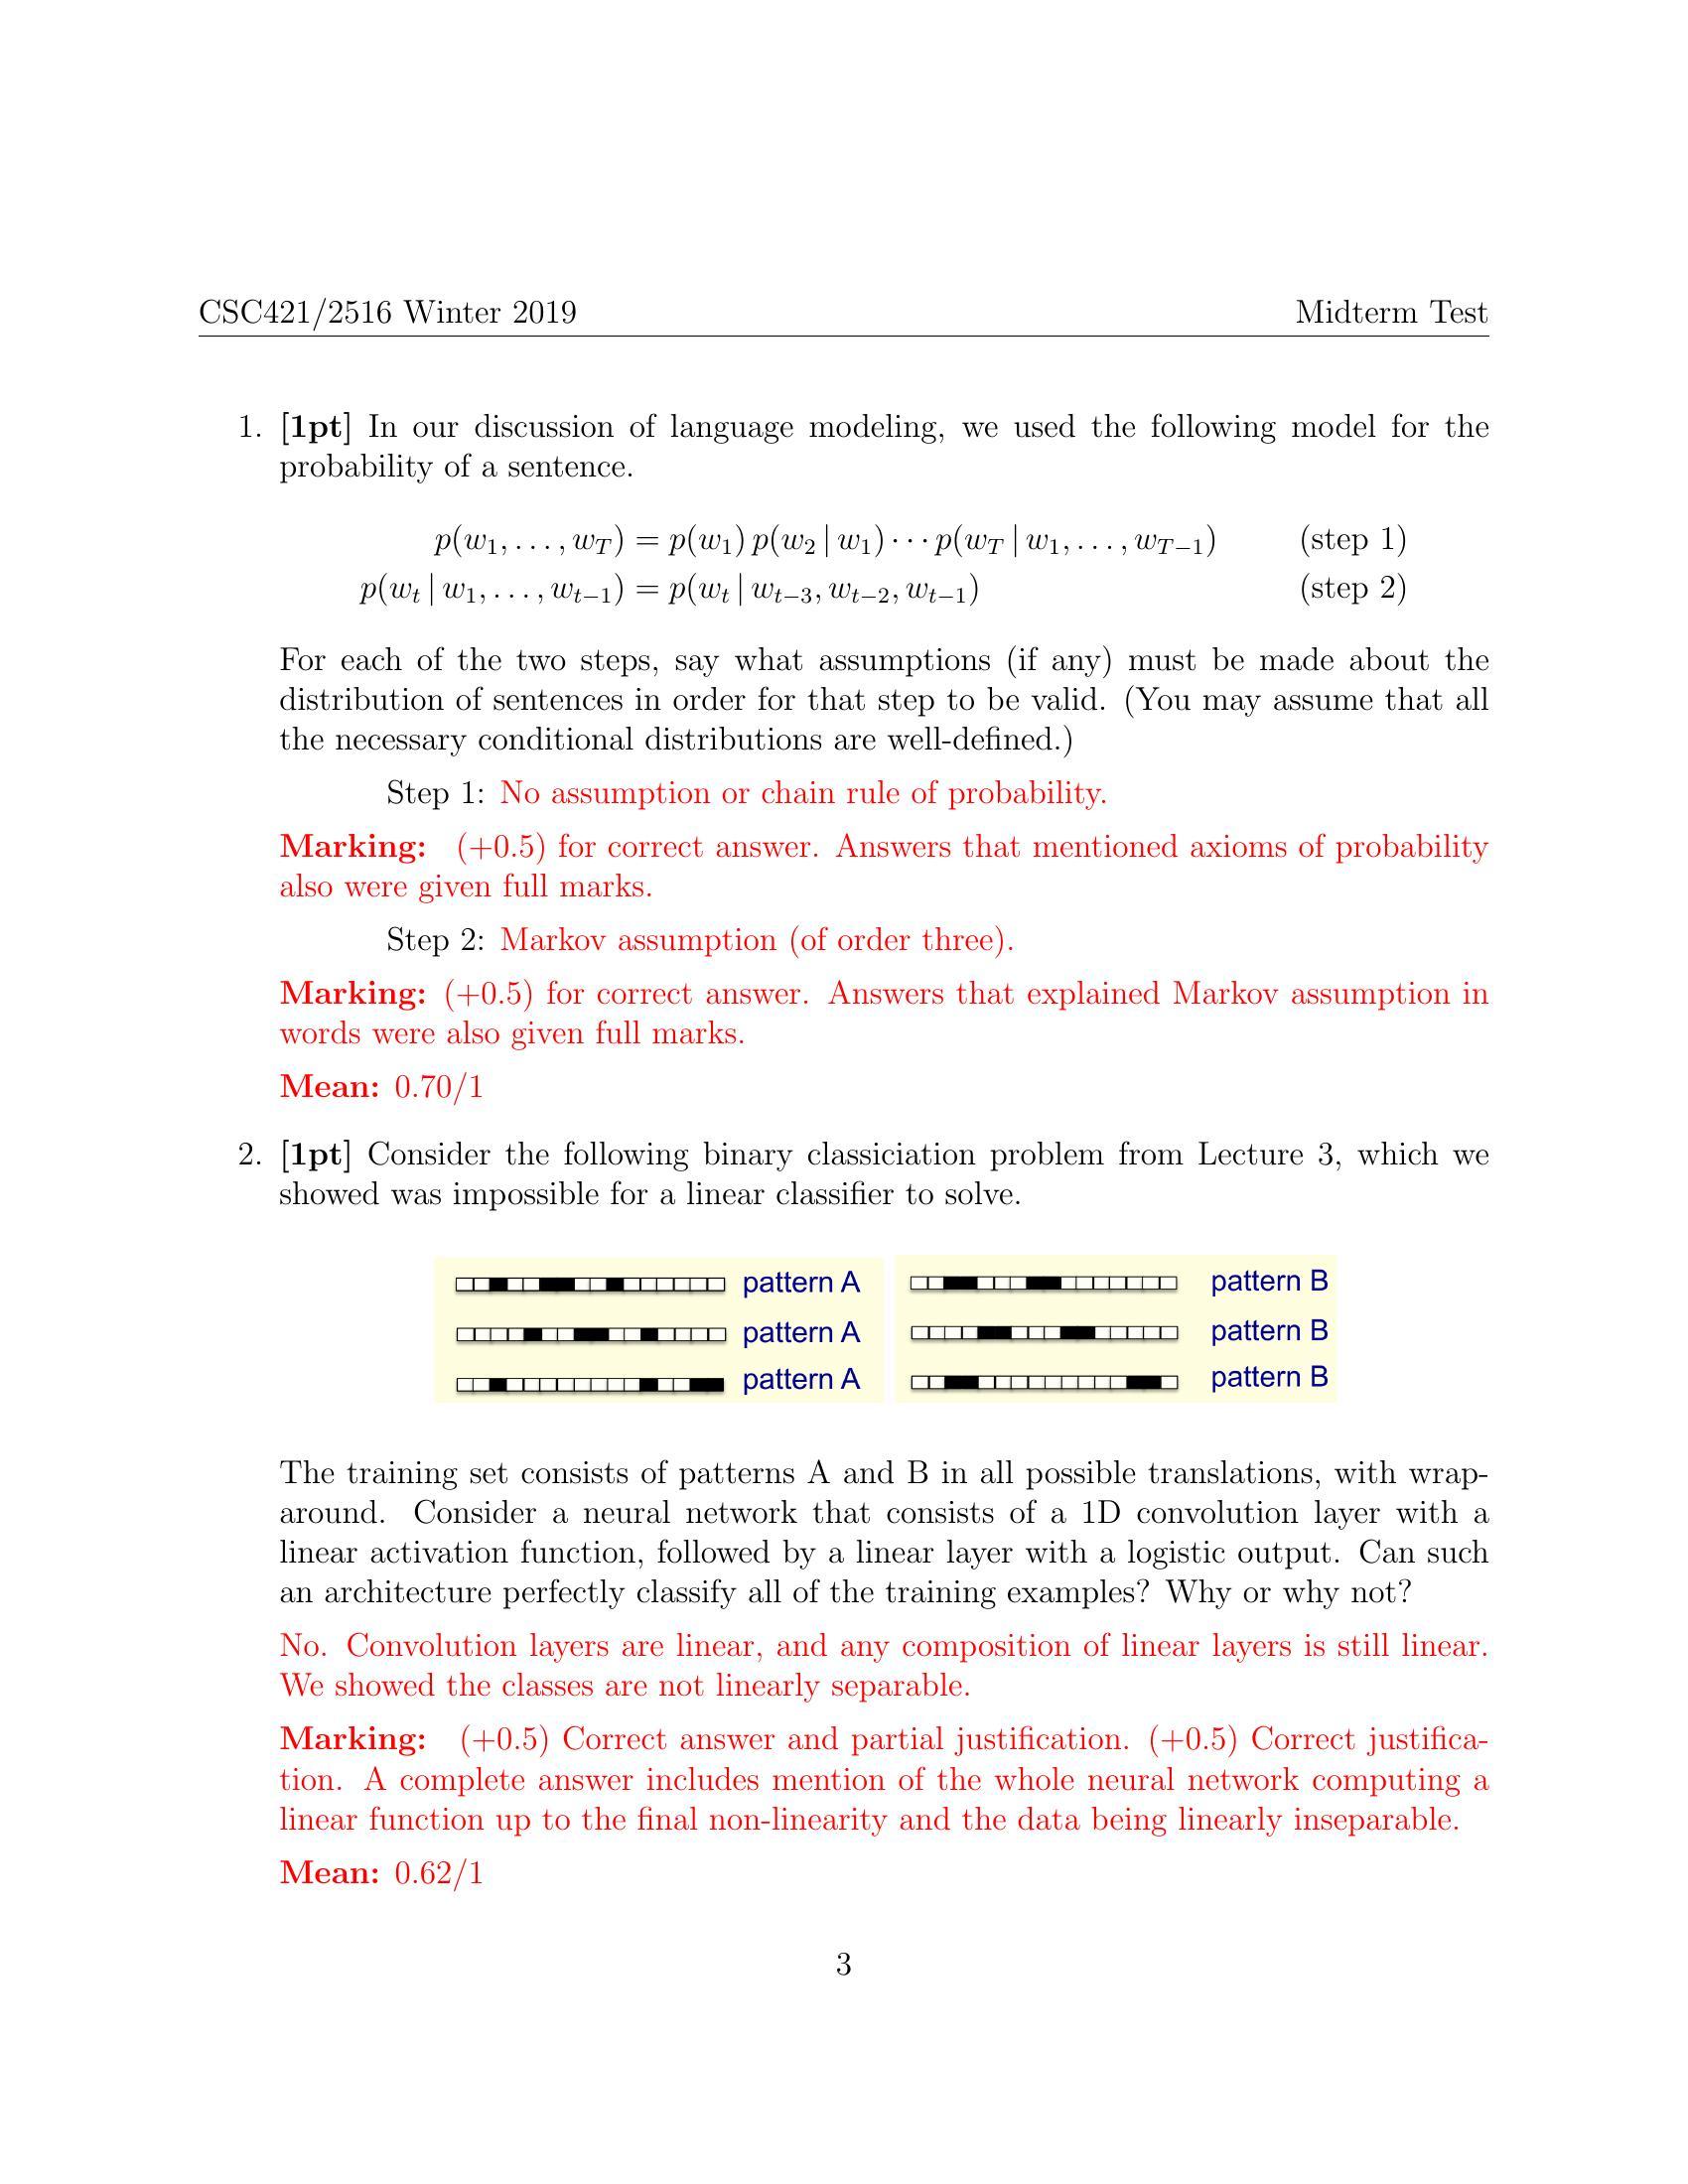 CSC421/2516 Winter 2019 Midterm Test
1. [1pt] In our discussion of language modeling, we used the following model for the
probability of a sentence.
p(w₁, . . . , w_T) = p(w₁) p(w₂ | w₁) · · · p(w_T | w₁, . . . , w_{T−1}) (step 1)
p(w_t | w₁, . . . , w_{t−1}) = p(w_t | w_{t−3}, w_{t−2}, w_{t−1}) (step 2)
For each of the two steps, say what assumptions (if any) must be made about the
distribution of sentences in order for that step to be valid. (You may assume that all
the necessary conditional distributions are well-defined.)
Step 1: No assumption or chain rule of probability.
Marking: (+0.5) for correct answer. Answers that mentioned axioms of probability
also were given full marks.
Step 2: Markov assumption (of order three).
Marking: (+0.5) for correct answer. Answers that explained Markov assumption in
words were also given full marks.
Mean: 0.70/1
2. [1pt] Consider the following binary classiciation problem from Lecture 3, which we
showed was impossible for a linear classifier to solve.
pattern A pattern B
pattern A pattern B
pattern A pattern B
The training set consists of patterns A and B in all possible translations, with wrap-
around. Consider a neural network that consists of a 1D convolution layer with a
linear activation function, followed by a linear layer with a logistic output. Can such
an architecture perfectly classify all of the training examples? Why or why not?
No. Convolution layers are linear, and any composition of linear layers is still linear.
We showed the classes are not linearly separable.
Marking: (+0.5) Correct answer and partial justification. (+0.5) Correct justifica-
tion. A complete answer includes mention of the whole neural network computing a
linear function up to the final non-linearity and the data being linearly inseparable.
Mean: 0.62/1
3